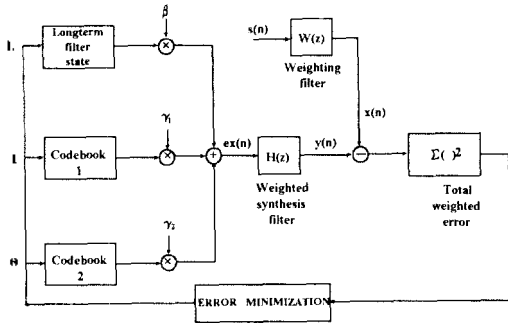 L
Longterm
filter
state
β
s(n)
W(z)
Weighting
filter
x(n)
I
Codebook
1
γ₁
ex(n)
H(z)
y(n)
Weighted
synthesis
filter
Σ( )²
Total
weighted
error
Codebook
2
γ₂
ERROR MINIMIZATION